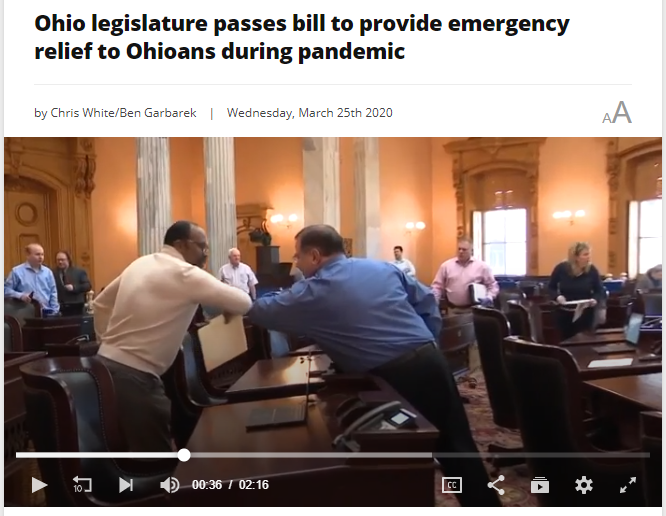 Ohio legislature passes bill to provide emergency
relief to Ohioans during pandemic
by Chris White/Ben Garbarek | Wednesday, March 25th 2020
AA
10
00:36 / 02:16
CC